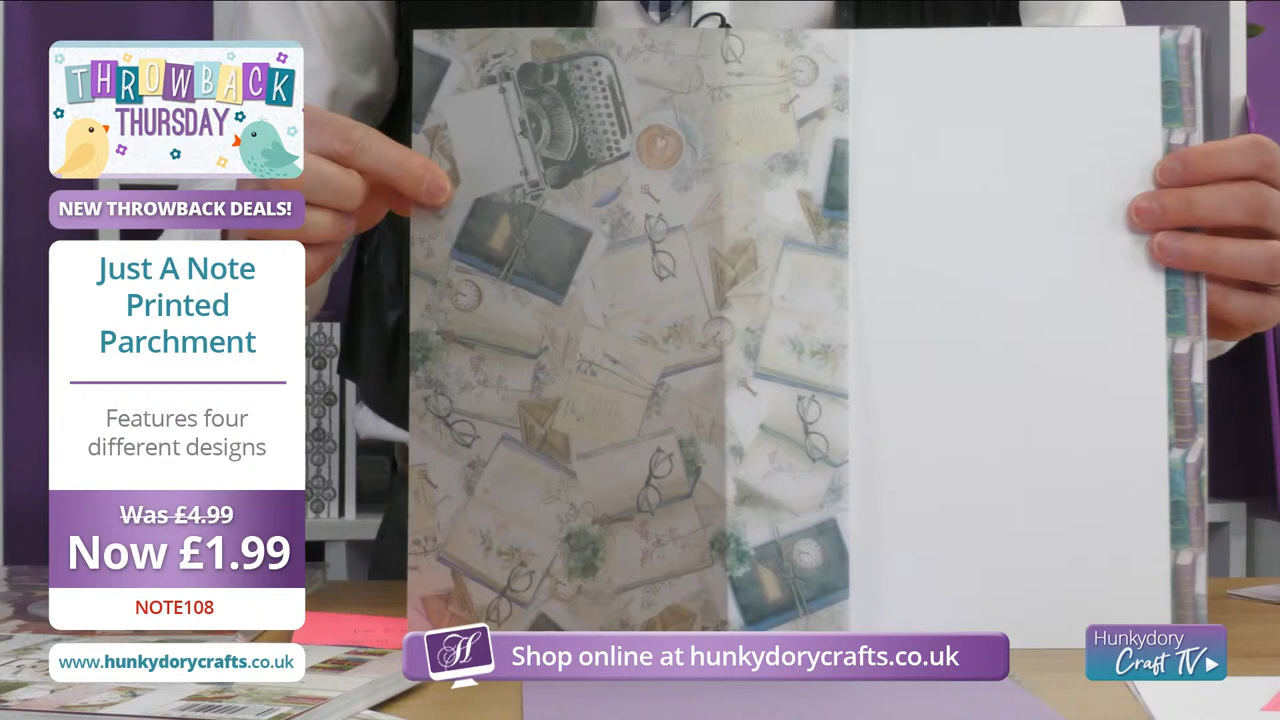 THROWBACK
THURSDAY
NEW THROWBACK DEALS!
Just A Note
Printed
Parchment
Features four
different designs
Was £4.99
Now £1.99
NOTE108
www.hunkydorycrafts.co.uk
H
Shop online at hunkydorycrafts.co.uk
Hunkydory
Craft TV